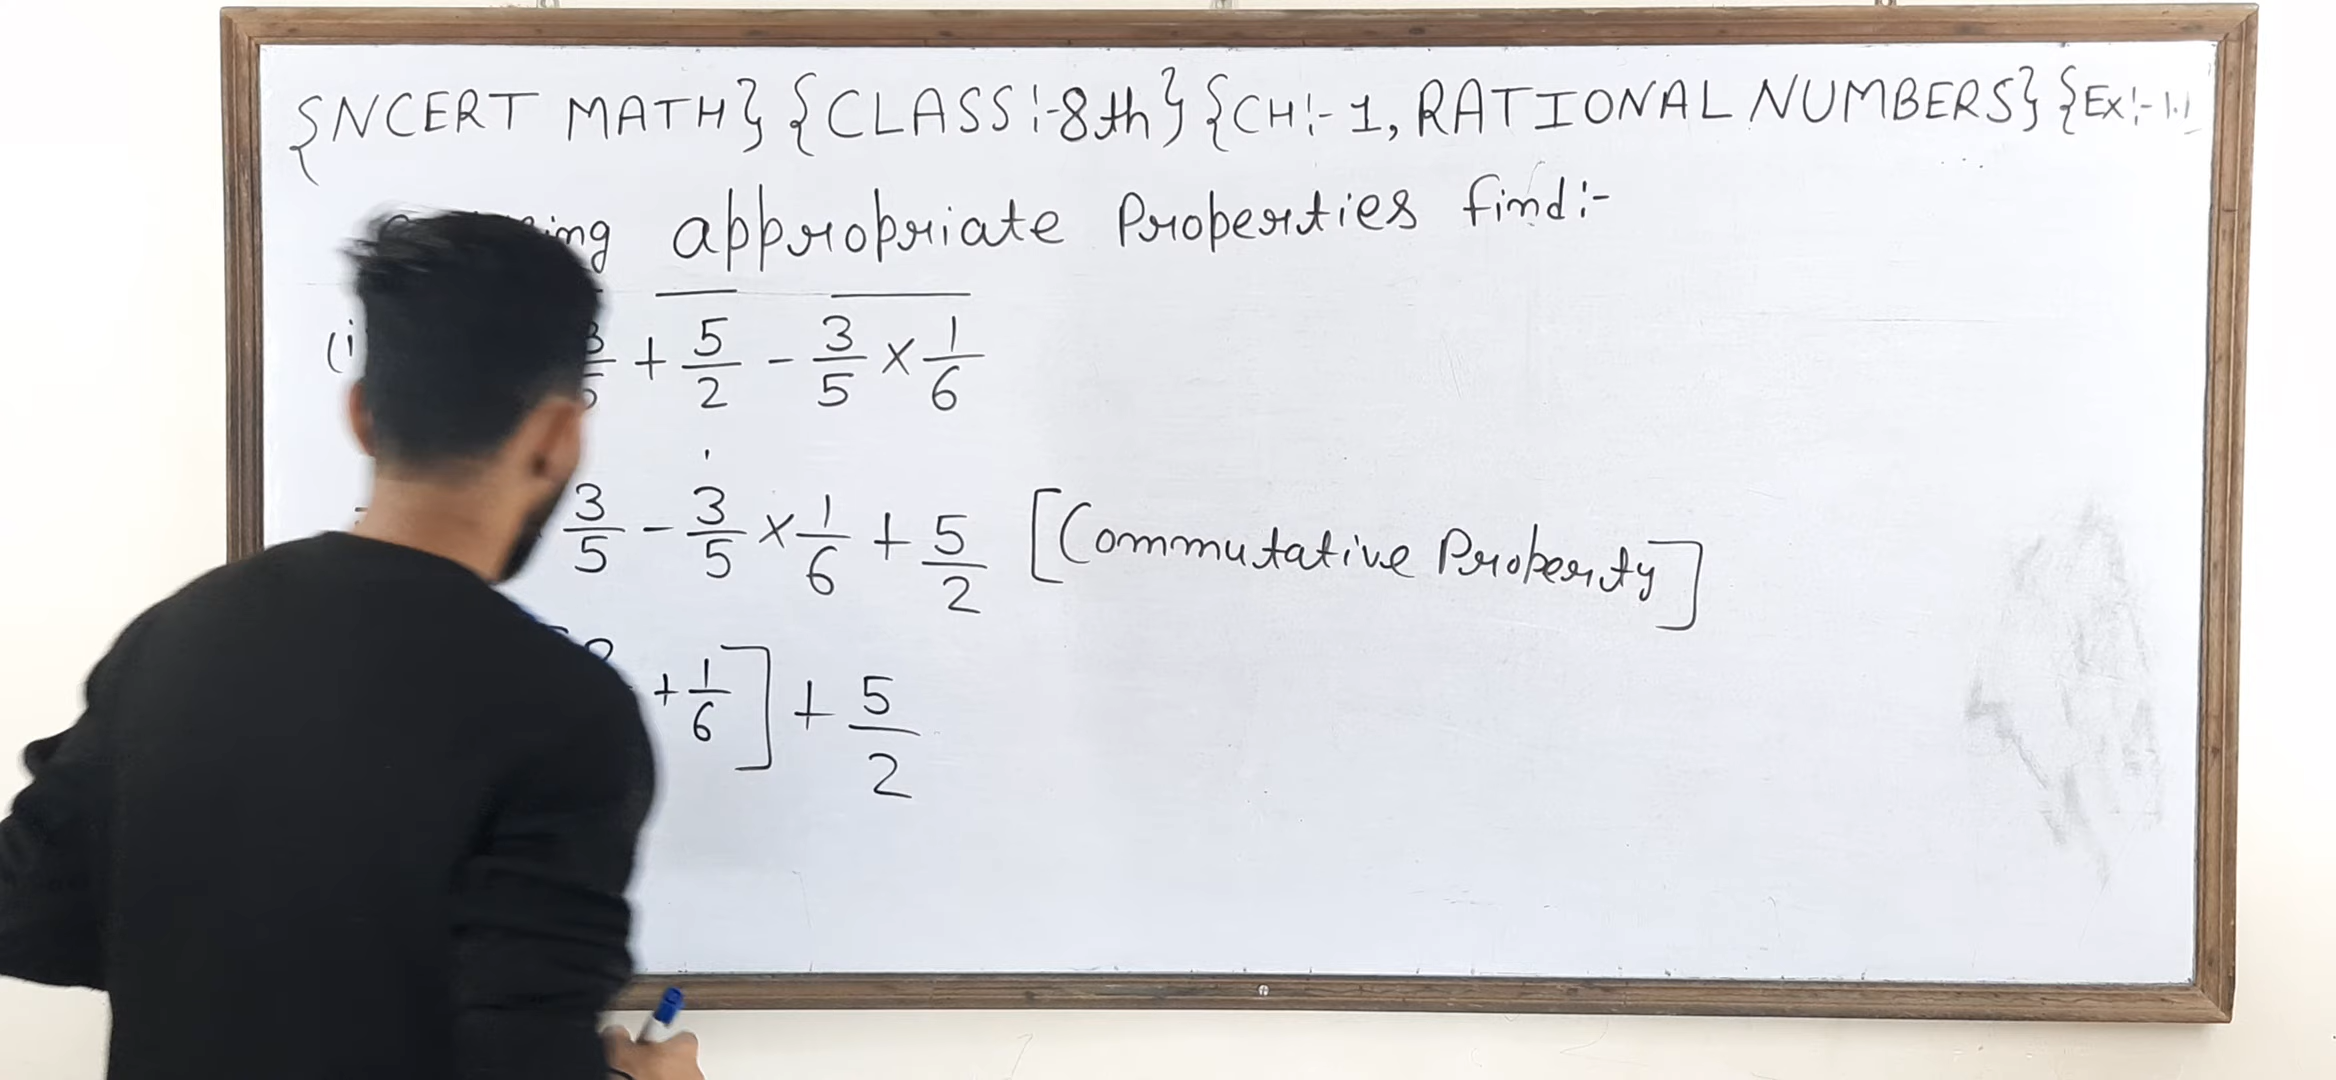 {NCERT MATH} {CLASS:-8th} {CH:-1, RATIONAL NUMBERS} {Ex:-1.1
appropriate Properties find:-
(i 3/5 + 5/2 - 3/5 × 1/6
3/5 - 3/5 × 1/6 + 5/2 [Commutative Property]
+ 1/6] + 5/2